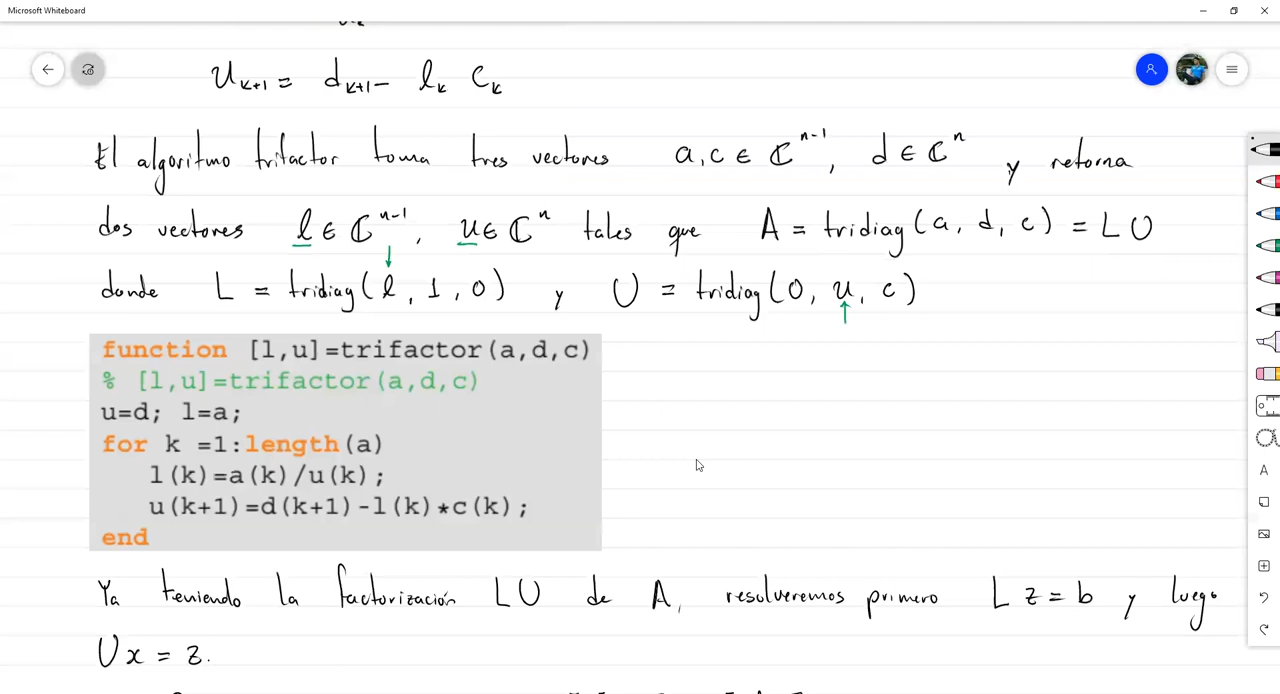 Microsoft Whiteboard
u_{k+1} = d_{k+1} - l_k c_k
El algoritmo trifactor toma tres vectores a, c ∈ ℂ^{n-1}, d ∈ ℂ^n y retorna
dos vectores l ∈ ℂ^{n-1}, u ∈ ℂ^n tales que A = tridiag(a, d, c) = LU
donde L = tridiag(l, 1, 0) y U = tridiag(0, u, c)
function [l,u]=trifactor(a,d,c)
% [l,u]=trifactor(a,d,c)
u=d; l=a;
for k =1:length(a)
l(k)=a(k)/u(k);
u(k+1)=d(k+1)-l(k)*c(k);
end
Ya teniendo la factorización LU de A, resolveremos primero Lz = b y luego
Ux = z.